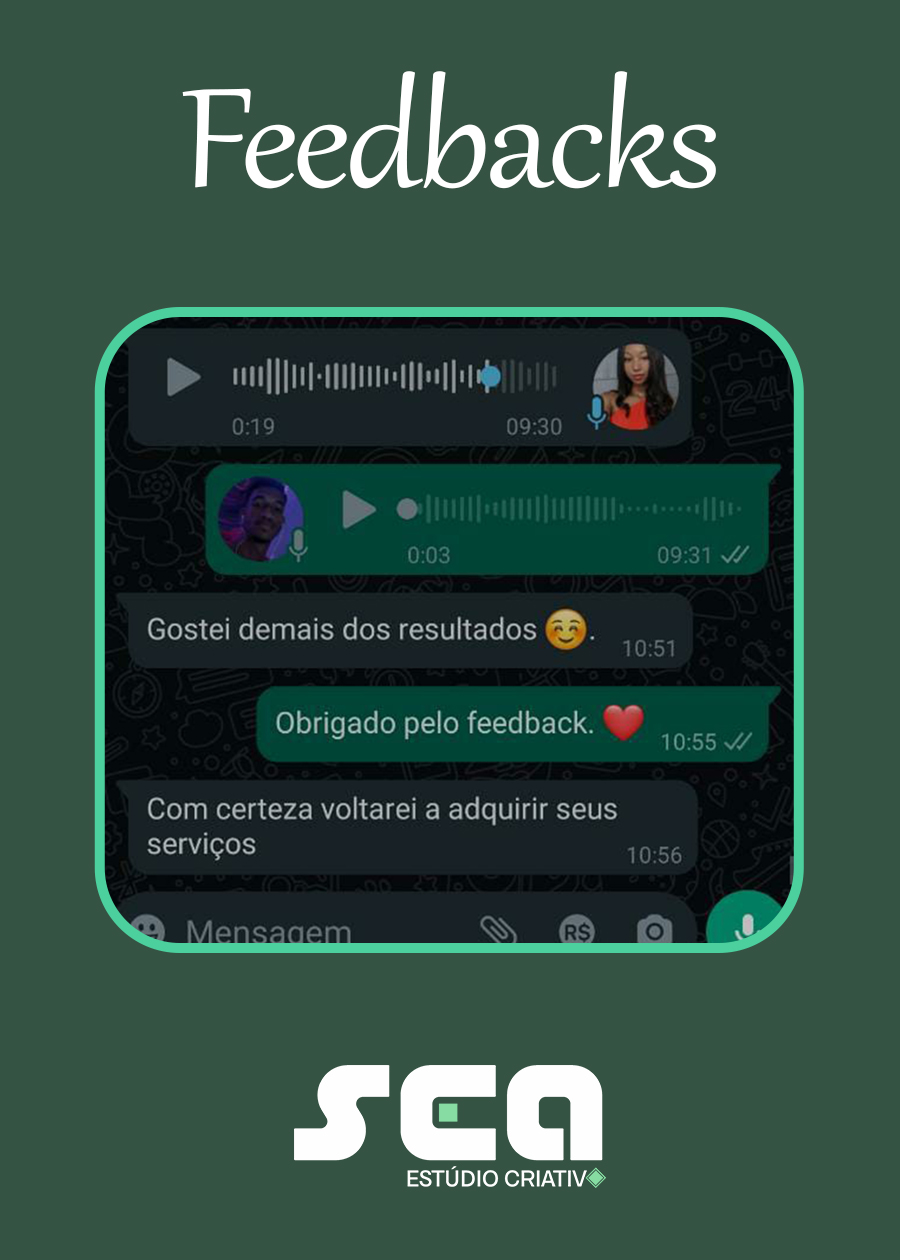 Feedbacks
0:19 09:30
0:03 09:31
Gostei demais dos resultados 😊. 10:51
Obrigado pelo feedback. ❤️ 10:55
Com certeza voltarei a adquirir seus
serviços 10:56
Mensagem R$
sea
ESTÚDIO CRIATIVO